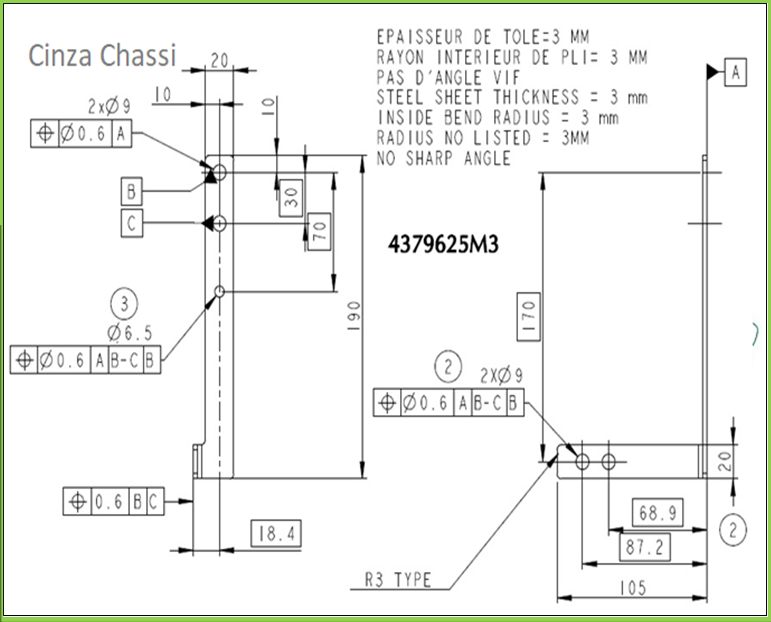 Cinza Chassi
EPAISSEUR DE TOLE=3 MM
RAYON INTERIEUR DE PLI= 3 MM
PAS D'ANGLE VIF
STEEL SHEET THICKNESS = 3 mm
INSIDE BEND RADIUS = 3 mm
RADIUS NO LISTED = 3MM
NO SHARP ANGLE
20
10
10
2xØ9
Ø0.6 A
A
B
C
30
70
4379625M3
190
170
3
Ø6.5
Ø0.6 A B-C B
2
2XØ9
Ø0.6 A B-C B
20
0.6 B C
18.4
68.9
2
87.2
R3 TYPE
105